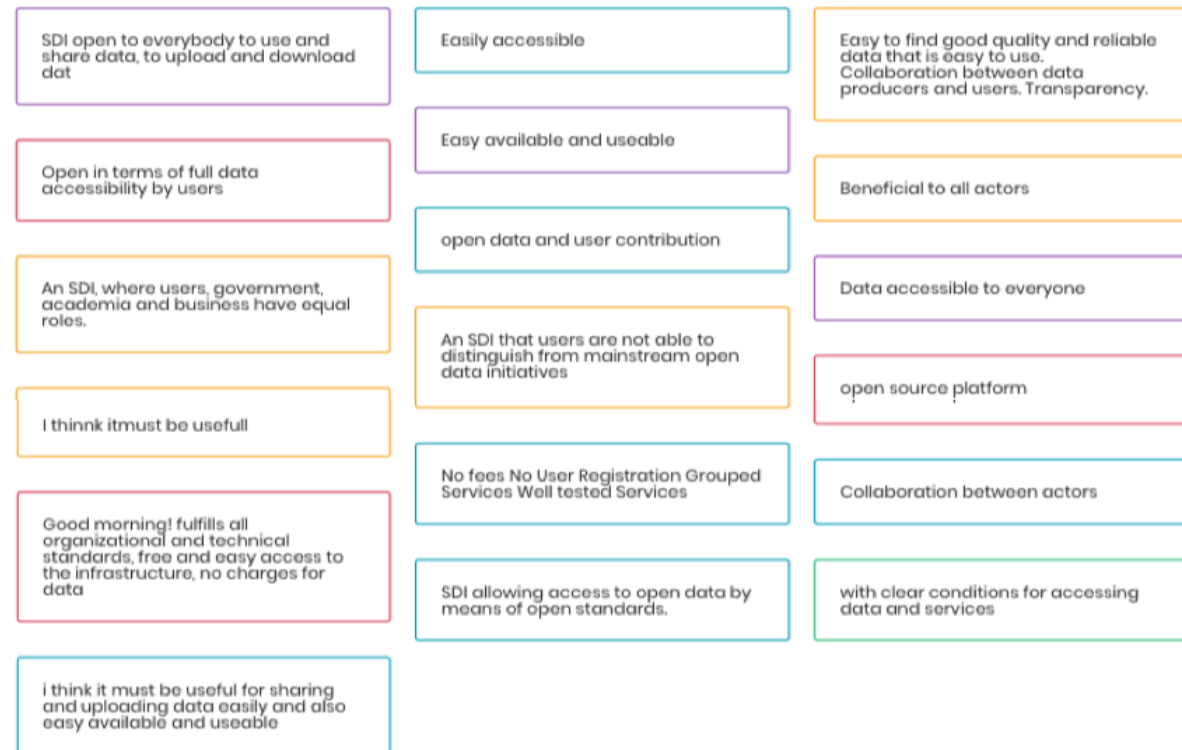 SDI open to everybody to use and
share data, to upload and download
dat
Open in terms of full data
accessibility by users
An SDI, where users, government,
academia and business have equal
roles.
I thinnk itmust be usefull
Good morning! fulfills all
organizational and technical
standards, free and easy access to
the infrastructure, no charges for
data
i think it must be useful for sharing
and uploading data easily and also
easy available and useable
Easily accessible
Easy available and useable
open data and user contribution
An SDI that users are not able to
distinguish from mainstream open
data initiatives
No fees No User Registration Grouped
Services Well tested Services
SDI allowing access to open data by
means of open standards.
Easy to find good quality and reliable
data that is easy to use.
Collaboration between data
producers and users. Transparency.
Beneficial to all actors
Data accessible to everyone
open source platform
Collaboration between actors
with clear conditions for accessing
data and services